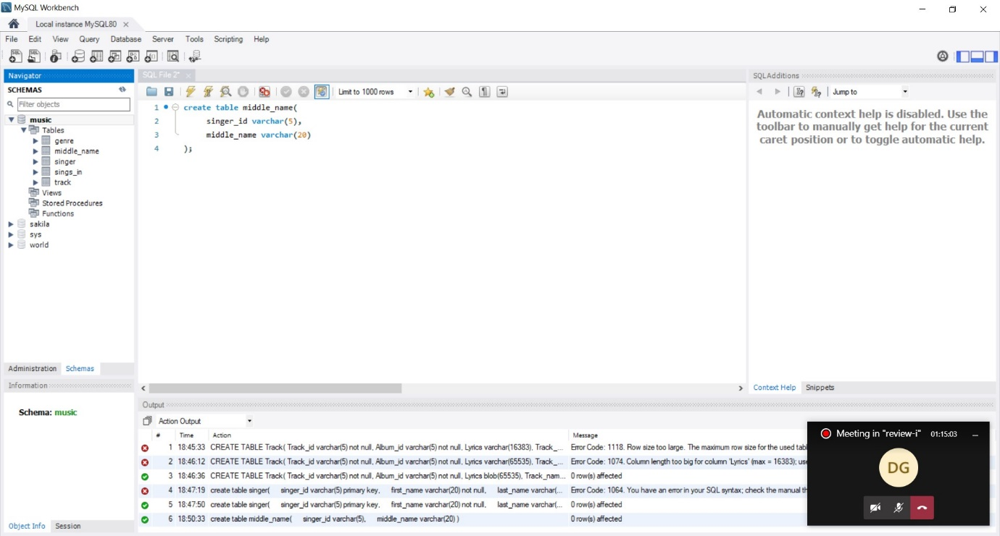 MySQL Workbench
Local instance MySQL80
File Edit View Query Database Server Tools Scripting Help
Navigator
SCHEMAS
Filter objects
music
Tables
genre
middle_name
singer
sings_in
track
Views
Stored Procedures
Functions
sakila
sys
world
Administration Schemas
Information
Schema: music
Object Info Session
SQL File 2*
Limit to 1000 rows
1 create table middle_name(
2 singer_id varchar(5),
3 middle_name varchar(20)
4 );
SQLAdditions
Jump to
Automatic context help is disabled. Use the
toolbar to manually get help for the current
caret position or to toggle automatic help.
Context Help Snippets
Output
Action Output
# Time Action Message
1 18:45:33 CREATE TABLE Track( Track_id varchar(5) not null, Album_id varchar(5) not null, Lyrics varchar(16383), Track_... Error Code: 1118. Row size too large. The maximum row size for the used tabl
2 18:46:12 CREATE TABLE Track( Track_id varchar(5) not null, Album_id varchar(5) not null, Lyrics varchar(65535), Track_... Error Code: 1074. Column length too big for column 'Lyrics' (max = 16383); use
3 18:46:36 CREATE TABLE Track( Track_id varchar(5) not null, Album_id varchar(5) not null, Lyrics blob(65535), Track_nam... 0 row(s) affected
4 18:47:19 create table singer( singer_id varchar(5) primary key, first_name varchar(20) not null, last_name varchar(... Error Code: 1064. You have an error in your SQL syntax; check the manual th
5 18:47:50 create table singer( singer_id varchar(5) primary key, first_name varchar(20) not null, last_name varchar(... 0 row(s) affected
6 18:50:33 create table middle_name( singer_id varchar(5), middle_name varchar(20) ) 0 row(s) affected
Meeting in "review-i" 01:15:03
DG